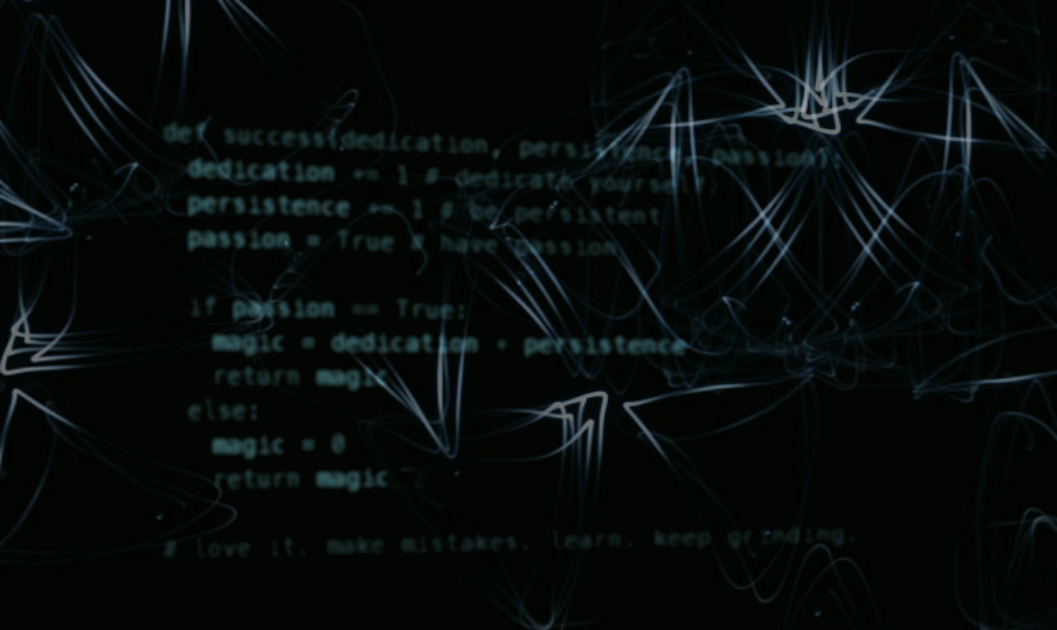 def success(dedication, persistence, passion):
dedication += 1 # dedicate yourself.
persistence += 1 # be persistent
passion = True # have passion
if passion == True:
magic = dedication + persistence
return magic
else:
magic = 0
return magic
# love it. make mistakes. learn. keep grinding.